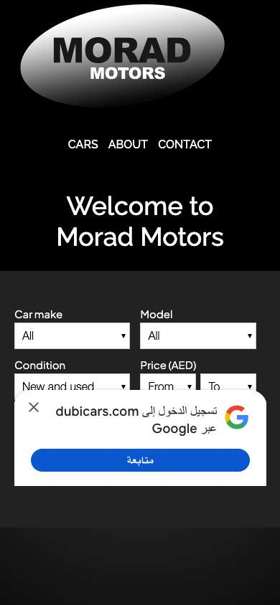 MORAD
MOTORS
CARS ABOUT CONTACT
Welcome to
Morad Motors
Car make Model
All All
Condition Price (AED)
New and used From To
تسجيل الدخول إلى dubicars.com
عبر Google
متابعة